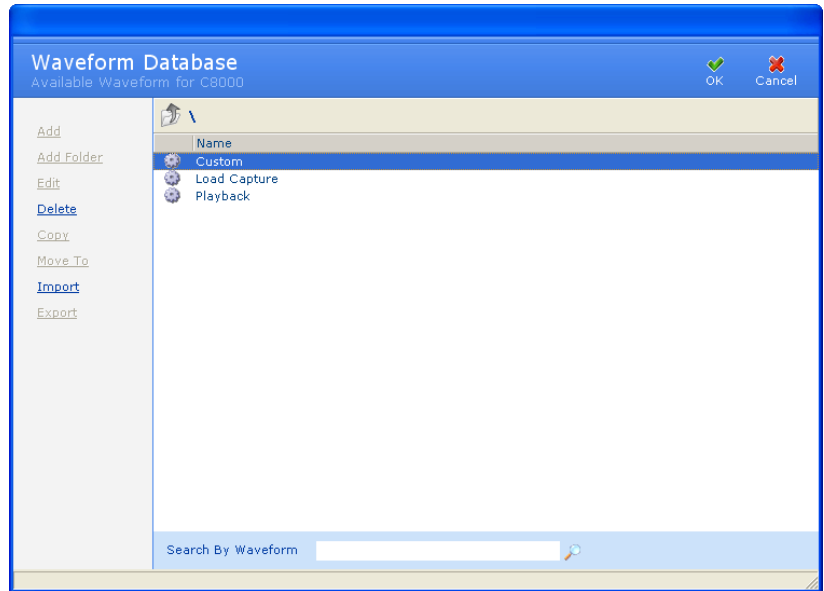 Waveform Database
Available Waveform for C8000
OK
Cancel
Add
Add Folder
Edit
Delete
Copy
Move To
Import
Export
\
Name
Custom
Load Capture
Playback
Search By Waveform